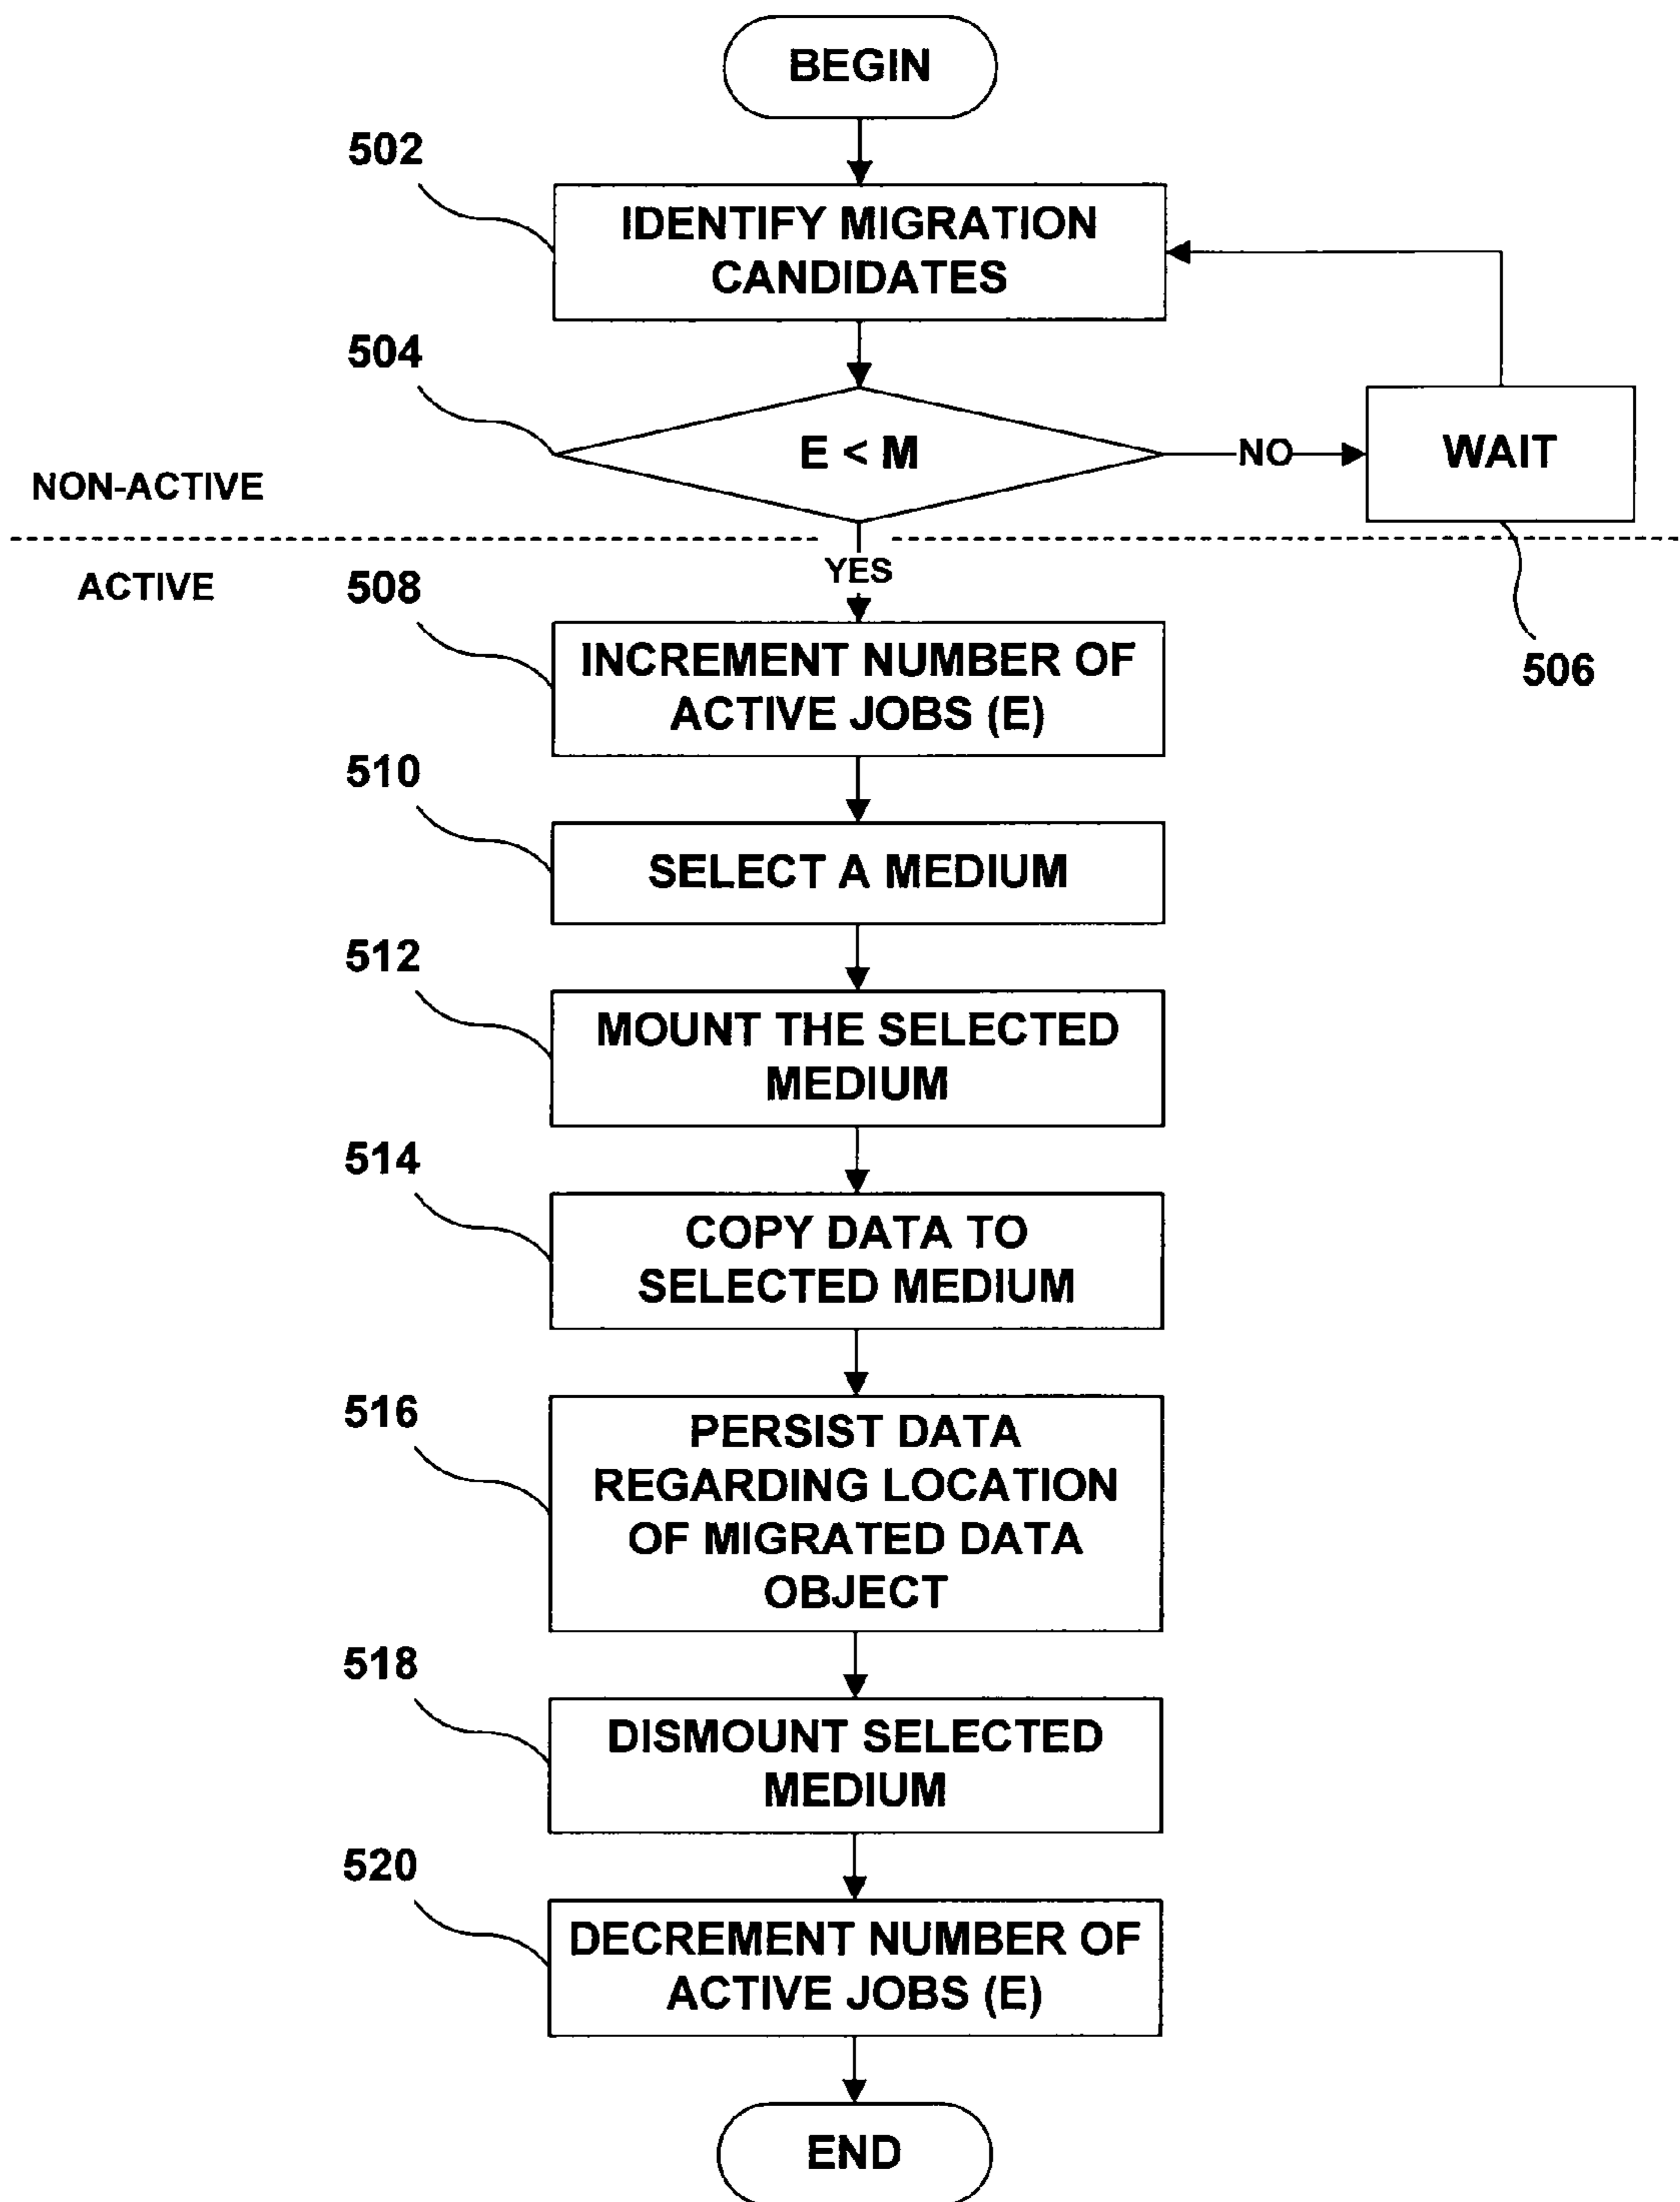 BEGIN
502
IDENTIFY MIGRATION
CANDIDATES
504
E < M
NO
WAIT
NON-ACTIVE
YES
ACTIVE
508
506
INCREMENT NUMBER OF
ACTIVE JOBS (E)
510
SELECT A MEDIUM
512
MOUNT THE SELECTED
MEDIUM
514
COPY DATA TO
SELECTED MEDIUM
516
PERSIST DATA
REGARDING LOCATION
OF MIGRATED DATA
OBJECT
518
DISMOUNT SELECTED
MEDIUM
520
DECREMENT NUMBER OF
ACTIVE JOBS (E)
END